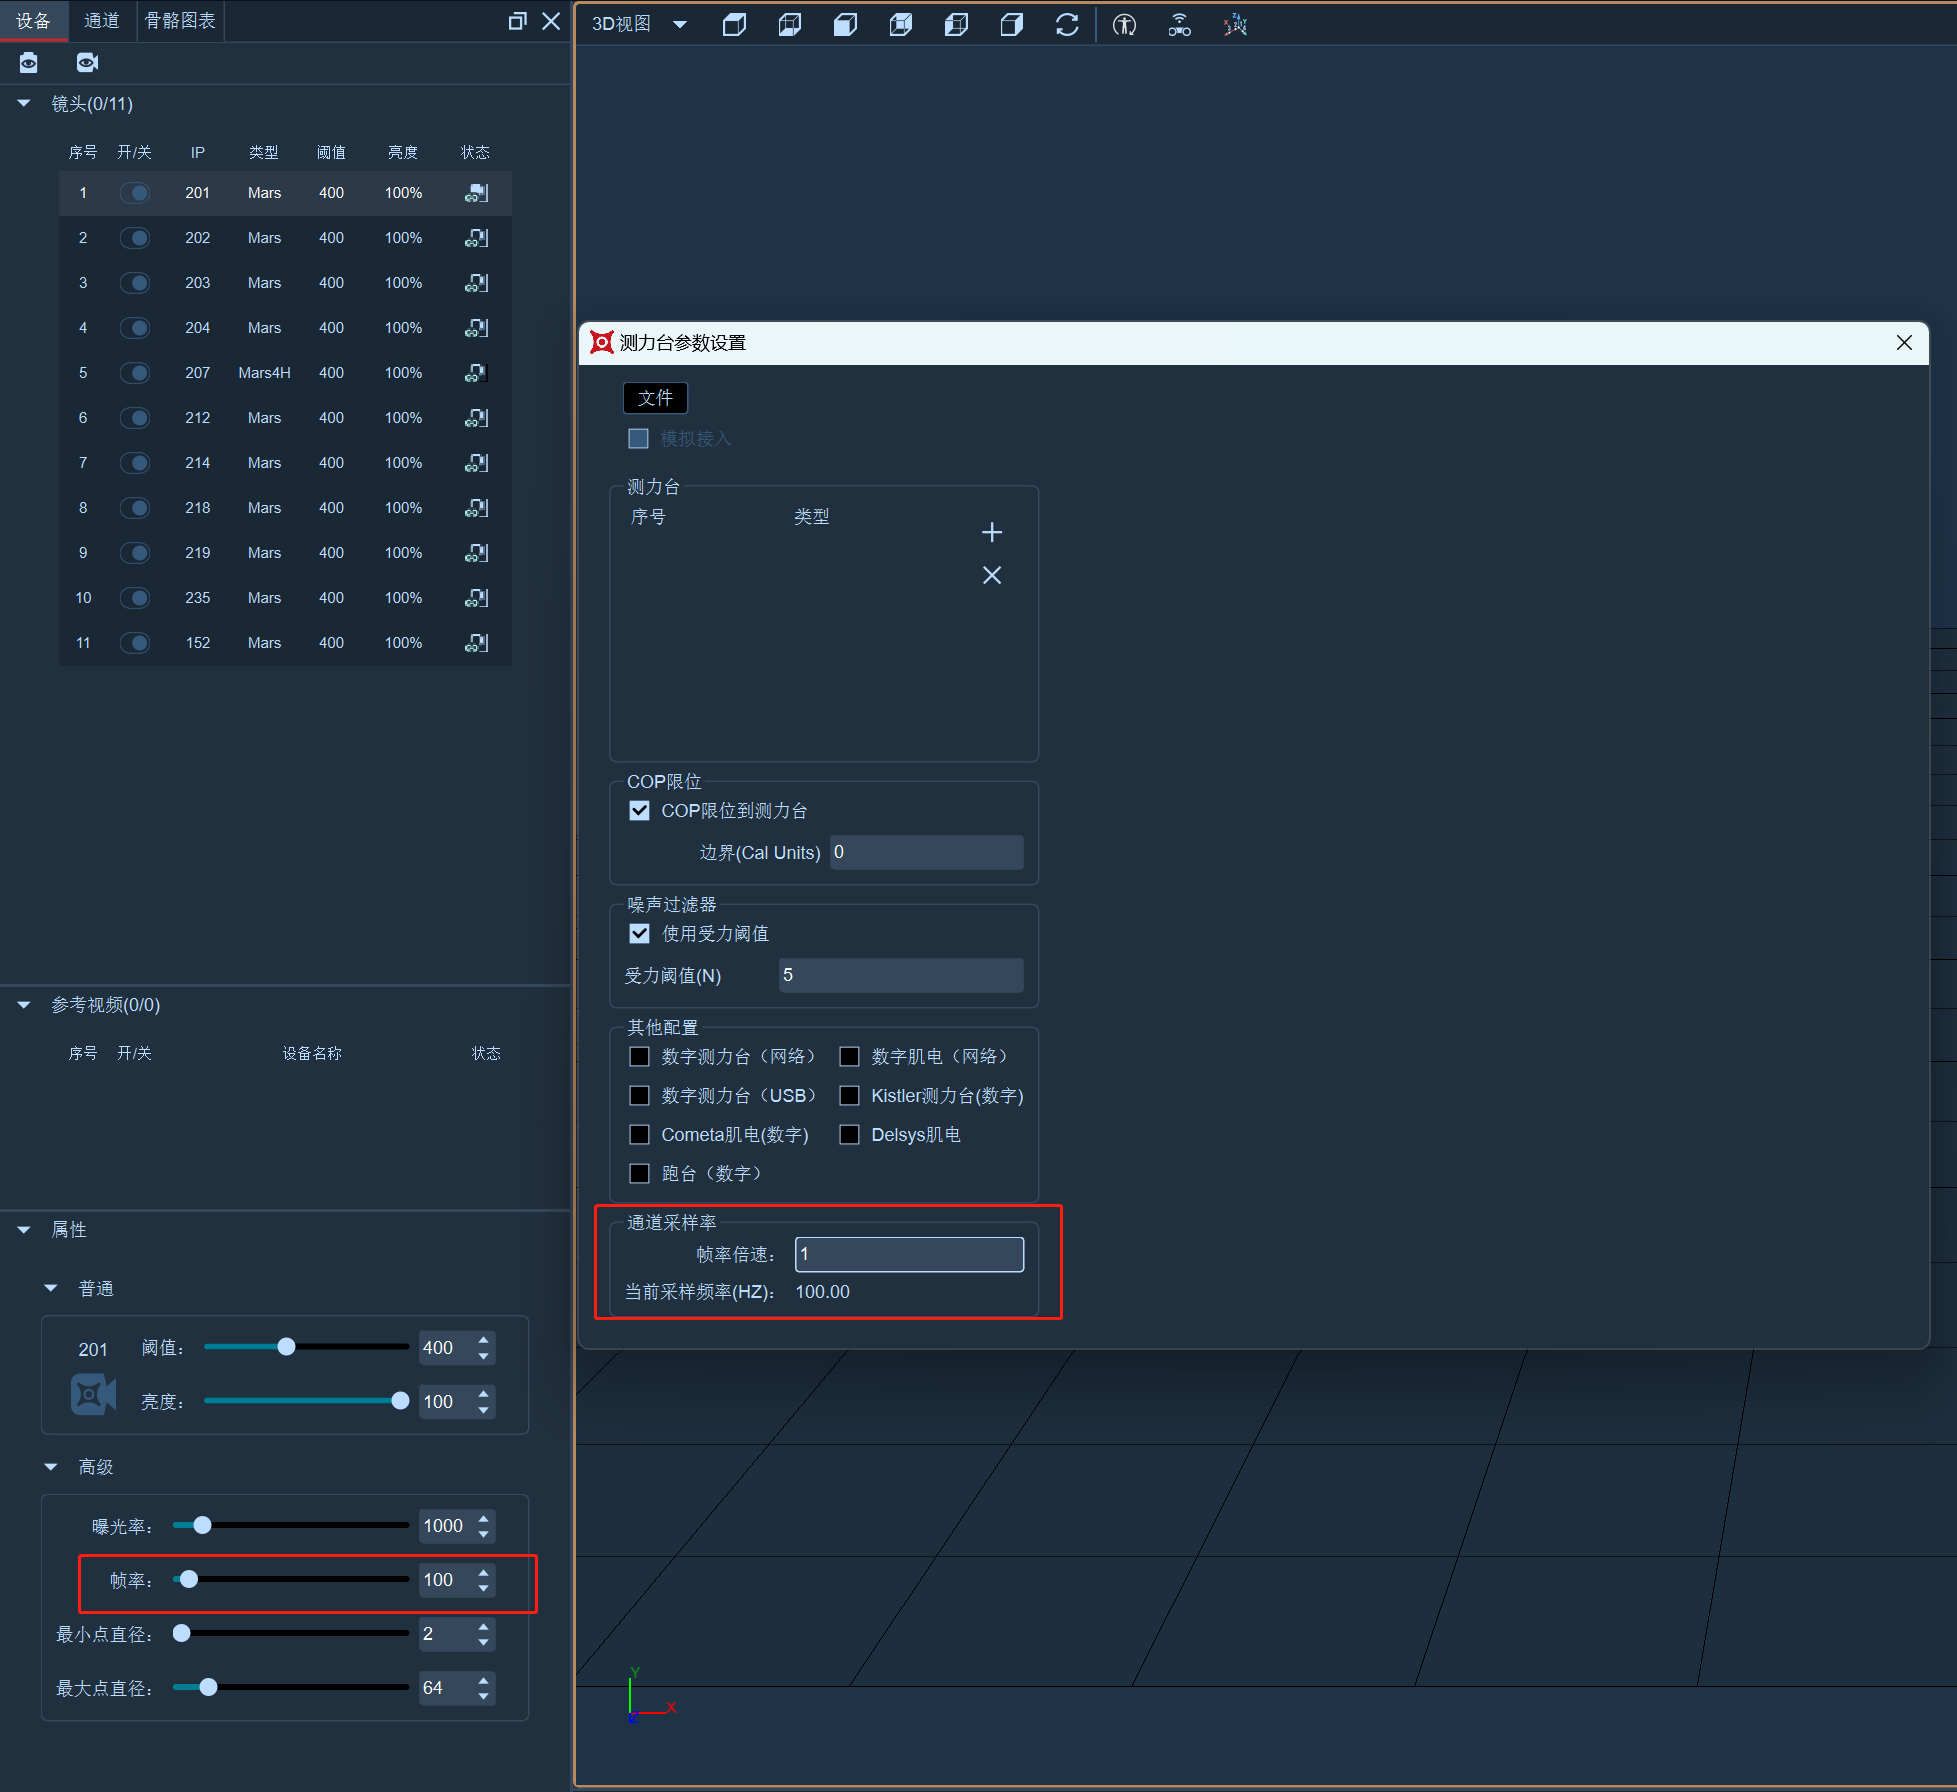 设备 通道 骨骼图表
3D视图
镜头(0/11)
序号 开/关 IP 类型 阈值 亮度 状态
1 201 Mars 400 100%
2 202 Mars 400 100%
3 203 Mars 400 100%
4 204 Mars 400 100%
5 207 Mars4H 400 100%
6 212 Mars 400 100%
7 214 Mars 400 100%
8 218 Mars 400 100%
9 219 Mars 400 100%
10 235 Mars 400 100%
11 152 Mars 400 100%
参考视频(0/0)
序号 开/关 设备名称 状态
属性
普通
201 阈值： 400
亮度： 100
高级
曝光率： 1000
帧率： 100
最小点直径： 2
最大点直径： 64
测力台参数设置
文件
模拟接入
测力台
序号 类型
COP限位
COP限位到测力台
边界(Cal Units) 0
噪声过滤器
使用受力阈值
受力阈值(N) 5
其他配置
数字测力台（网络） 数字肌电（网络）
数字测力台（USB） Kistler测力台(数字)
Cometa肌电(数字) Delsys肌电
跑台（数字）
通道采样率
帧率倍速： 1
当前采样频率(HZ)： 100.00
Y
X
Z